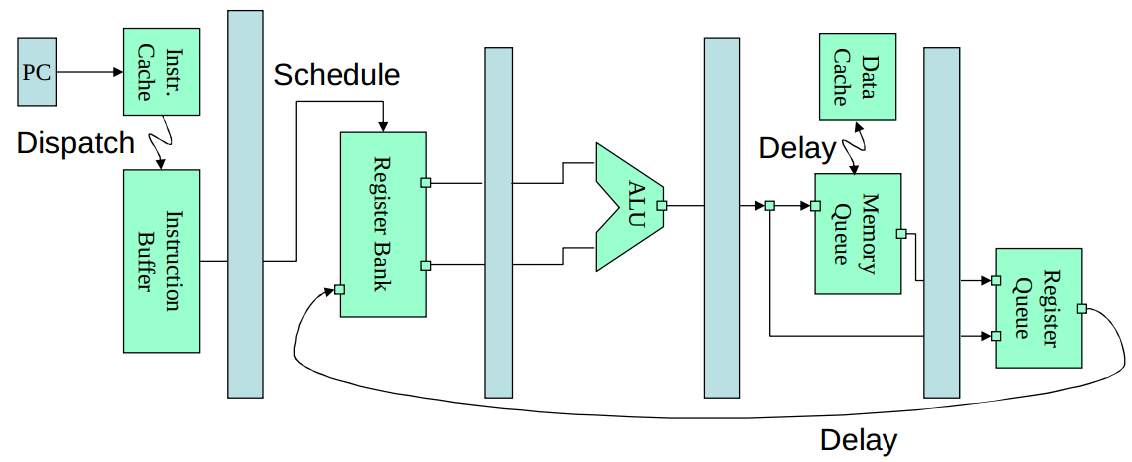 PC
Instr.
Cache
Dispatch
Instruction
Buffer
Schedule
Register Bank
ALU
Data
Cache
Delay
Memory
Queue
Register
Queue
Delay